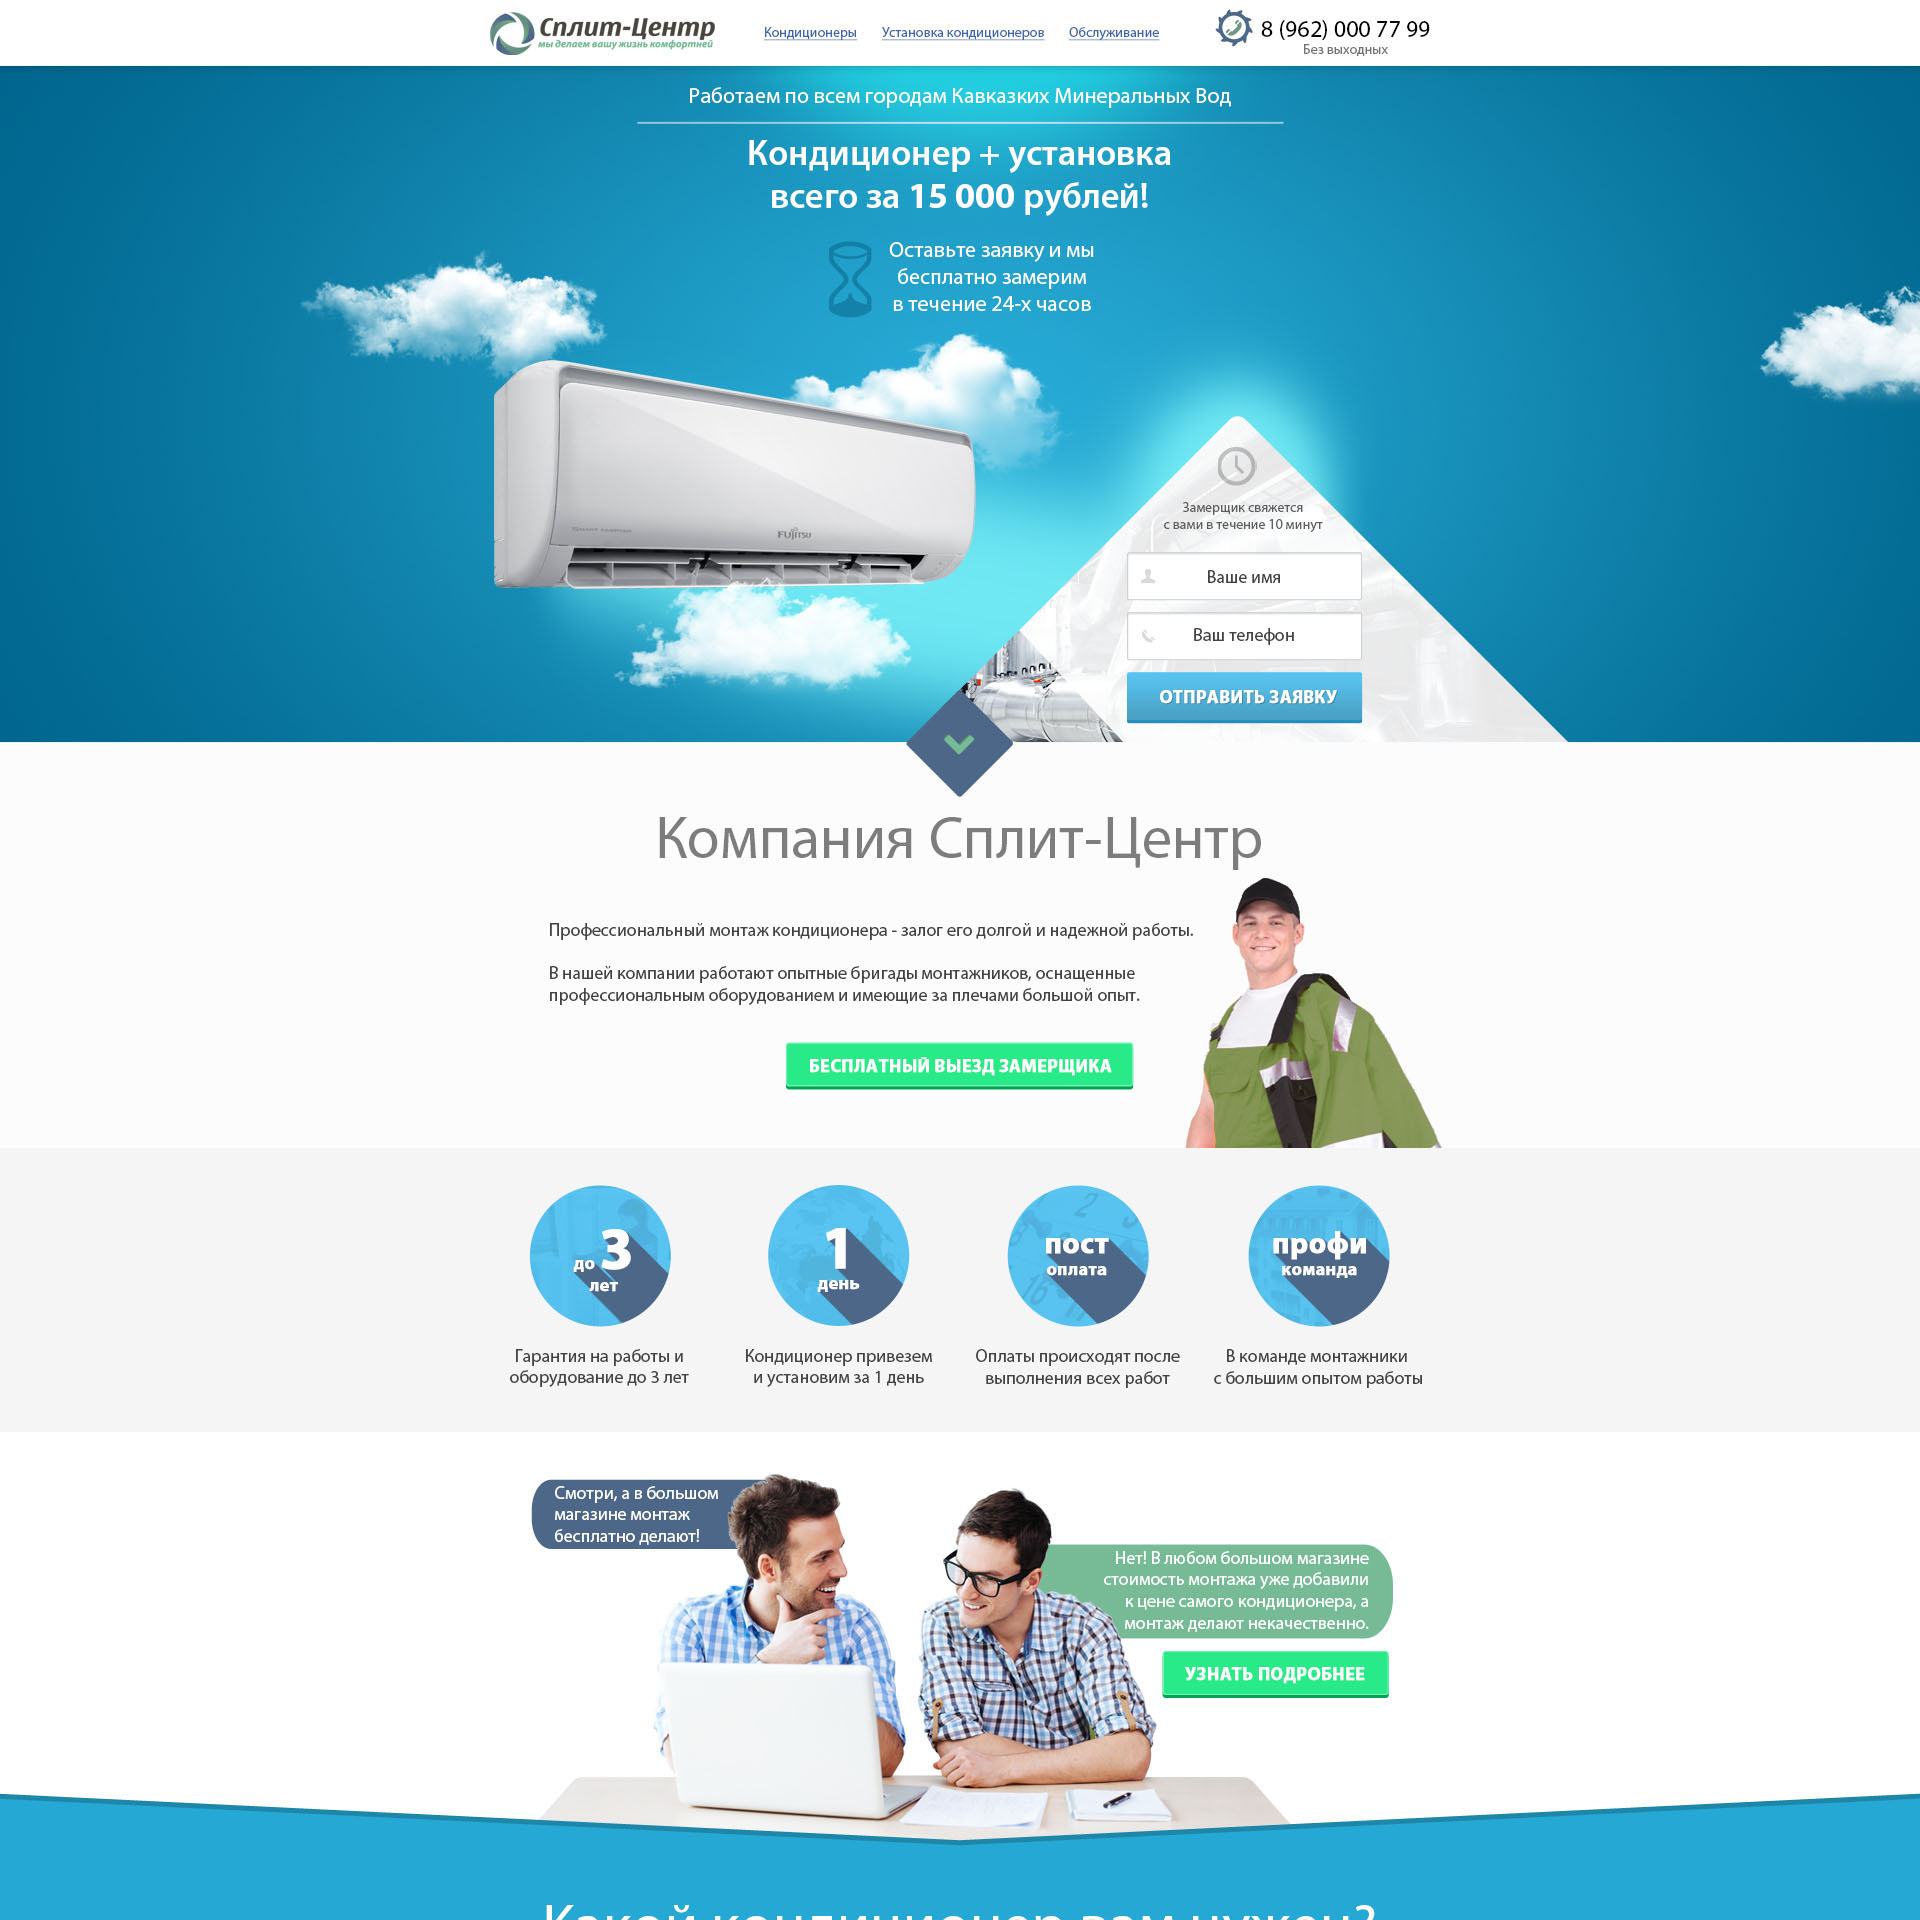 Сплит-Центр
мы делаем вашу жизнь комфортней
Кондиционеры Установка кондиционеров Обслуживание
8 (962) 000 77 99
Без выходных
Работаем по всем городам Кавказких Минеральных Вод
Кондиционер + установка
всего за 15 000 рублей!
Оставьте заявку и мы
бесплатно замерим
в течение 24-х часов
FUJITSU
Замерщик свяжется
с вами в течение 10 минут
Ваше имя
Ваш телефон
ОТПРАВИТЬ ЗАЯВКУ
Компания Сплит-Центр
Профессиональный монтаж кондиционера - залог его долгой и надежной работы.
В нашей компании работают опытные бригады монтажников, оснащенные
профессиональным оборудованием и имеющие за плечами большой опыт.
БЕСПЛАТНЫЙ ВЫЕЗД ЗАМЕРЩИКА
до 3
лет
Гарантия на работы и
оборудование до 3 лет
1
день
Кондиционер привезем
и установим за 1 день
пост
оплата
Оплаты происходят после
выполнения всех работ
профи
команда
В команде монтажники
с большим опытом работы
Смотри, а в большом
магазине монтаж
бесплатно делают!
Нет! В любом большом магазине
стоимость монтажа уже добавили
к цене самого кондиционера, а
монтаж делают некачественно.
УЗНАТЬ ПОДРОБНЕЕ
Какой кондиционер вам нужен?